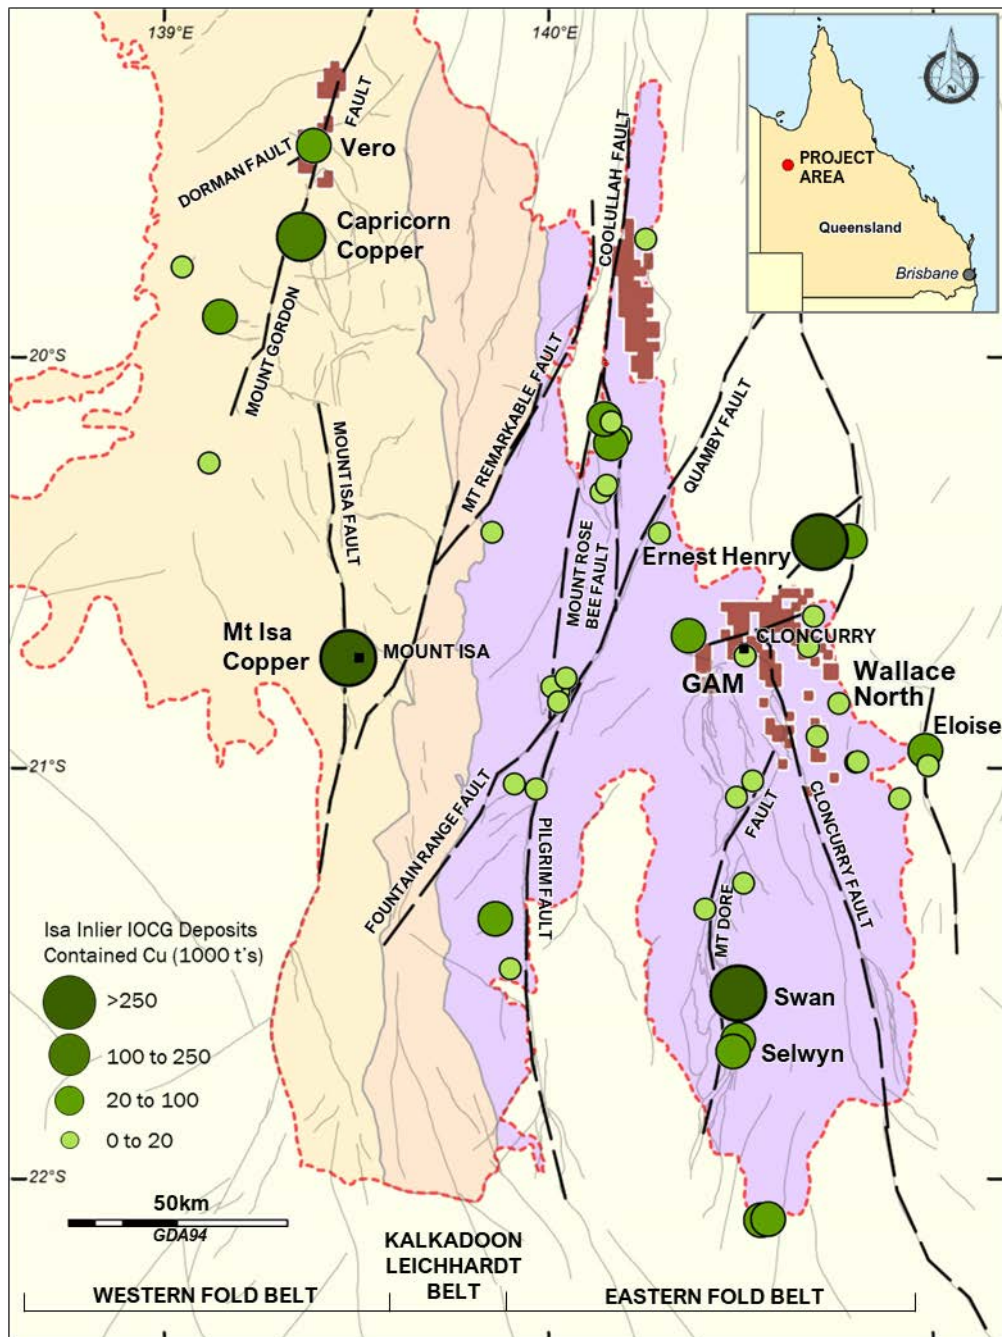 139°E
140°E
N
PROJECT
AREA
Queensland
Brisbane
FAULT
DORMAN FAULT
Vero
Capricorn
Copper
COOLULLAH FAULT
MOUNT GORDON
20°S
MT REMARKABLE FAULT
QUAMBY FAULT
MOUNT ISA FAULT
Ernest Henry
MOUNT ROSE
BEE FAULT
Mt Isa
Copper
MOUNT ISA
CLONCURRY
GAM
Wallace
North
Eloise
21°S
FOUNTAIN RANGE FAULT
PILGRIM FAULT
FAULT
CLONCURRY FAULT
MT DORE
Isa Inlier IOCG Deposits
Contained Cu (1000 t's)
>250
100 to 250
20 to 100
0 to 20
Swan
Selwyn
22°S
50km
GDA94
KALKADOON
LEICHHARDT
BELT
WESTERN FOLD BELT
EASTERN FOLD BELT